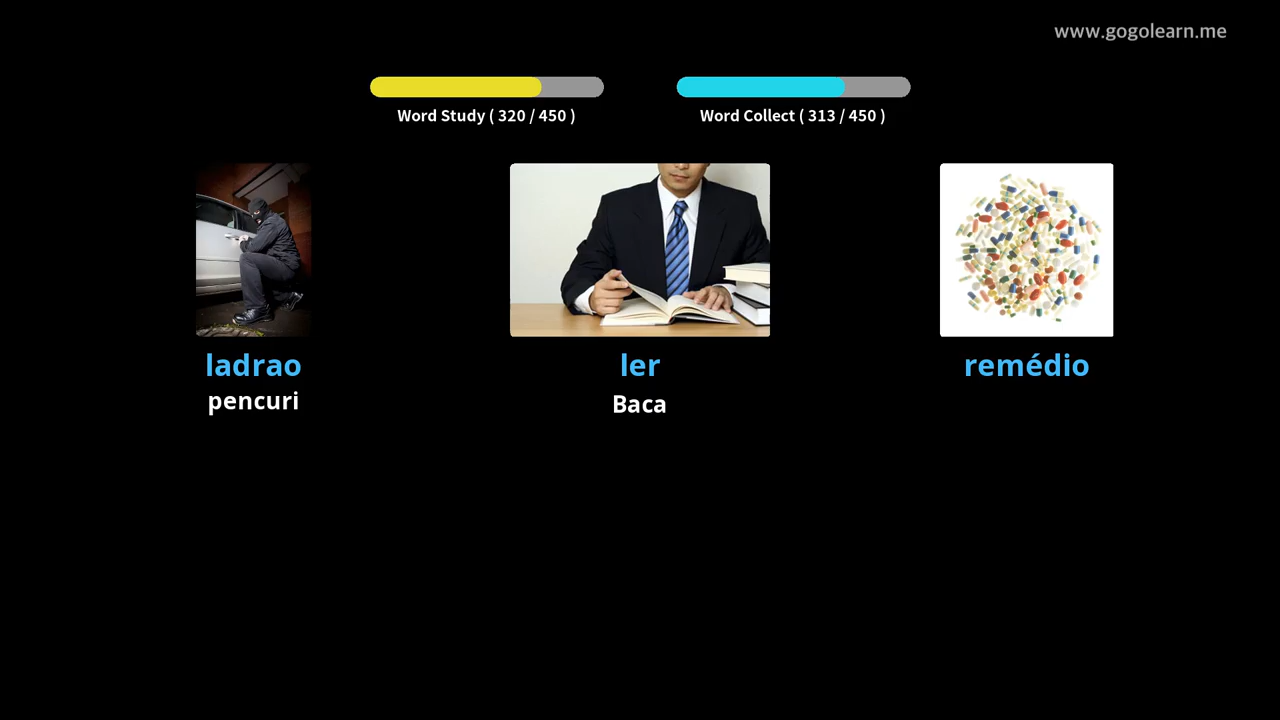 www.gogolearn.me
Word Study ( 320 / 450 )
Word Collect ( 313 / 450 )
ladrao
ler
remédio
pencuri
Baca